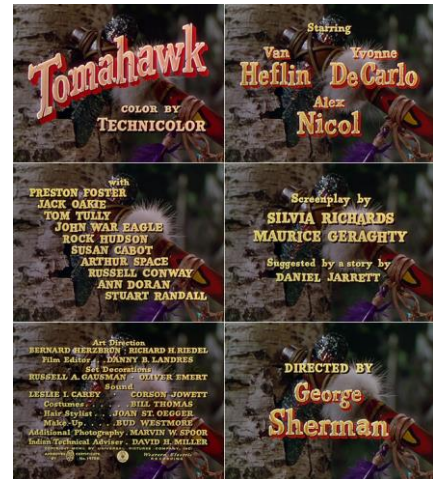 Tomahawk
COLOR BY
TECHNICOLOR
Starring
Van
Heflin
Yvonne
De Carlo
Alex
Nicol
with
PRESTON FOSTER
JACK OAKIE
TOM TULLY
JOHN WAR EAGLE
ROCK HUDSON
SUSAN CABOT
ARTHUR SPACE
RUSSELL CONWAY
ANN DORAN
STUART RANDALL
Screenplay by
SILVIA RICHARDS
MAURICE GERAGHTY
Suggested by a story by
DANIEL JARRETT
Art Direction
BERNARD HERZBRUN · RICHARD H. RIEDEL
Film Editor . . . DANNY B. LANDRES
Set Decorations
RUSSELL A. GAUSMAN · OLIVER EMERT
Sound
LESLIE I. CAREY · CORSON JOWETT
Costumes . . . BILL THOMAS
Hair Stylist . . . JOAN ST. OEGGER
Make-Up . . . . BUD WESTMORE
Additional Photography . MARVIN W. SPOOR
Indian Technical Adviser . DAVID H. MILLER
Western Electric
RECORDING
DIRECTED BY
George
Sherman